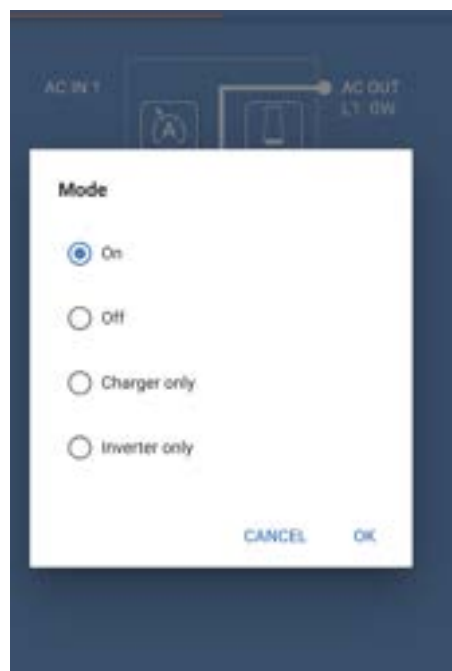 AC IN 1
AC OUT
L1: 0W
A
Mode
On
Off
Charger only
Inverter only
CANCEL
OK